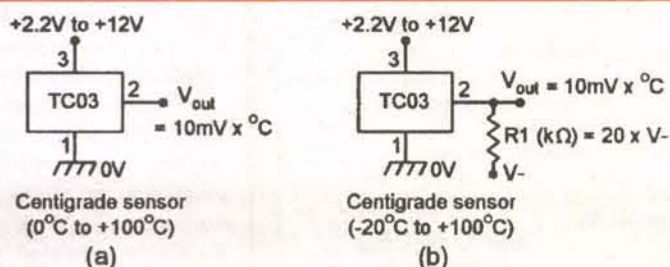 +2.2V to +12V
3
TC03
2
Vout
= 10mV x °C
1
0V
Centigrade sensor
(0°C to +100°C)
(a)
+2.2V to +12V
3
TC03
2
Vout = 10mV x °C
R1 (kΩ) = 20 x V-
1
0V
V-
Centigrade sensor
(-20°C to +100°C)
(b)